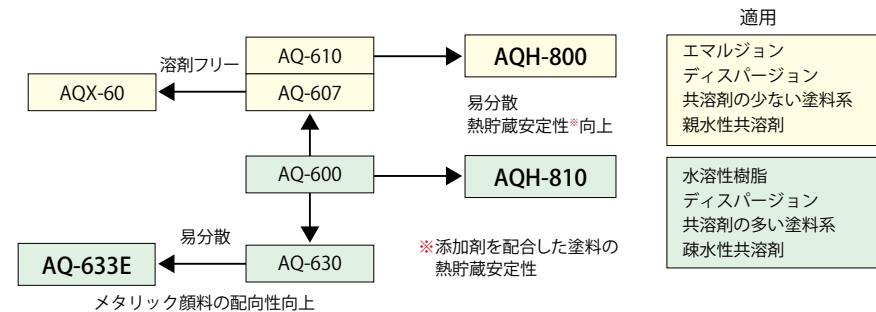 適用
溶剤フリー
AQ-610
AQH-800
AQX-60
AQ-607
易分散
熱貯蔵安定性※向上
エマルジョン
ディスパージョン
共溶剤の少ない塗料系
親水性共溶剤
AQ-600
AQH-810
水溶性樹脂
ディスパージョン
共溶剤の多い塗料系
疎水性共溶剤
易分散
AQ-633E
AQ-630
※添加剤を配合した塗料の
熱貯蔵安定性
メタリック顔料の配向性向上